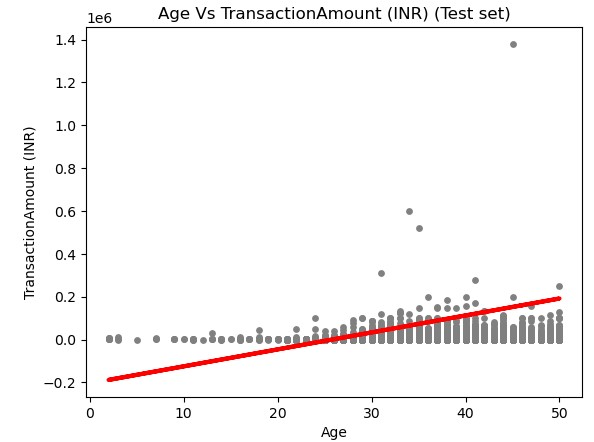 Age Vs TransactionAmount (INR) (Test set)
1e6
1.4
1.2
1.0
0.8
0.6
0.4
0.2
0.0
−0.2
TransactionAmount (INR)
0 10 20 30 40 50
Age